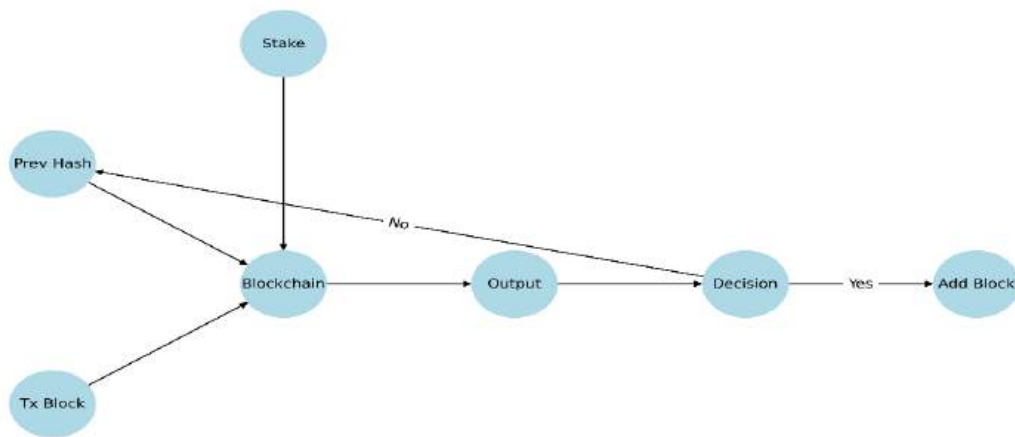 Stake
Prev Hash
No
Blockchain
Output
Decision
Yes
Add Block
Tx Block